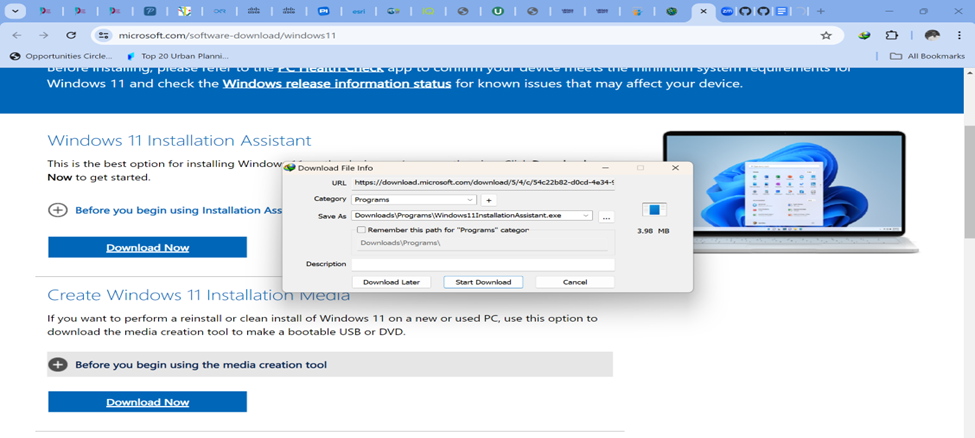 microsoft.com/software-download/windows11
Opportunities Circle...
Top 20 Urban Planni...
All Bookmarks
Before installing, please refer to the PC Health Check app to confirm your device meets the minimum system requirements for
Windows 11 and check the Windows release information status for known issues that may affect your device.
Windows 11 Installation Assistant
This is the best option for installing Windows
Now to get started.
Before you begin using Installation Ass
Download Now
Download File Info
URL
https://download.microsoft.com/download/5/4/c/54c22b82-d0cd-4e34-9
Category
Programs
+
Save As
Downloads\Programs\Windows11InstallationAssistant.exe
...
3.98 MB
Remember this path for "Programs" categor
Downloads\Programs\
Description
Download Later
Start Download
Cancel
Create Windows 11 Installation Media
If you want to perform a reinstall or clean install of Windows 11 on a new or used PC, use this option to
download the media creation tool to make a bootable USB or DVD.
Before you begin using the media creation tool
Download Now